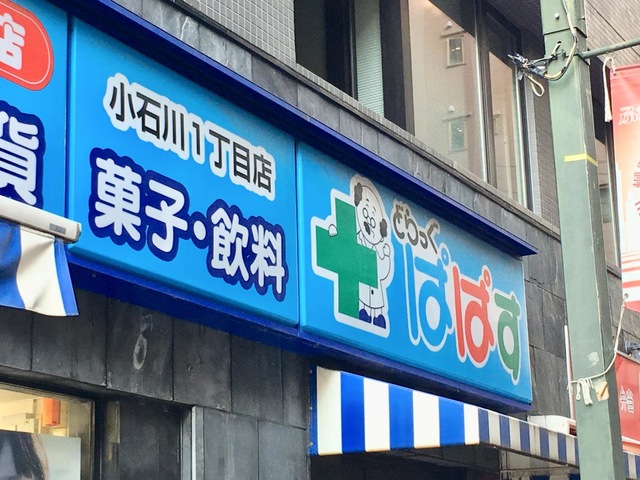 店
貨
小石川1丁目店
菓子・飲料
どらっぐ
ぱぱす